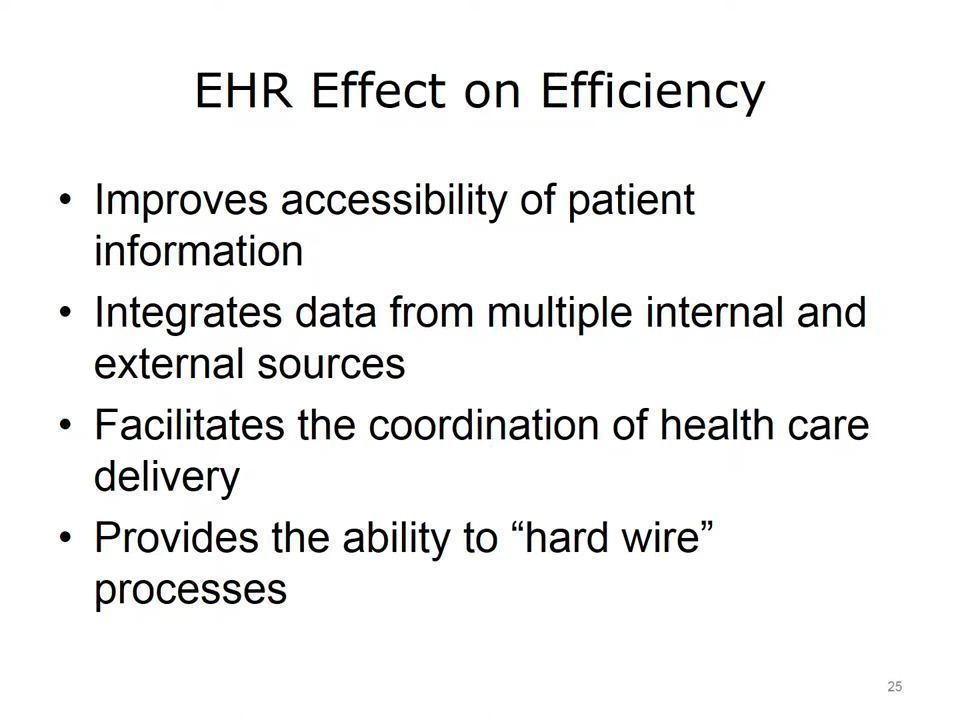 EHR Effect on Efficiency
• Improves accessibility of patient
information
• Integrates data from multiple internal and
external sources
• Facilitates the coordination of health care
delivery
• Provides the ability to “hard wire”
processes
25